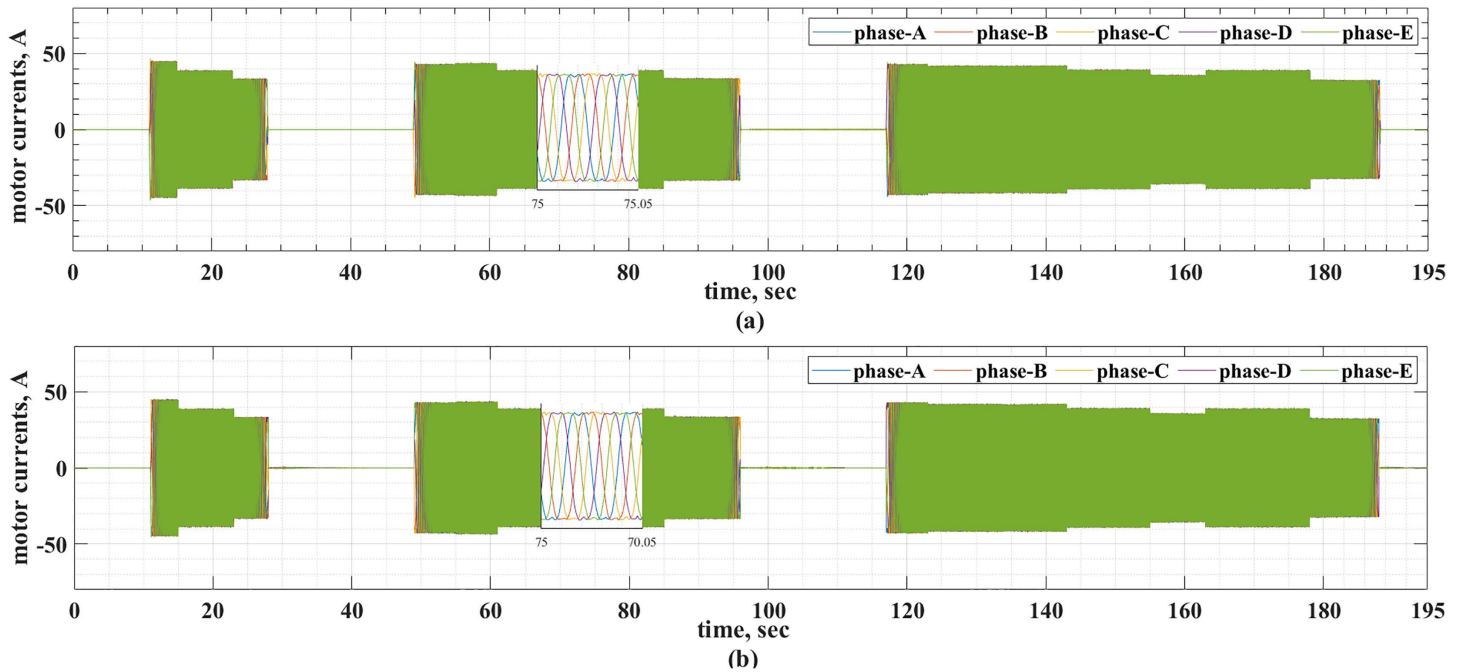 phase-A phase-B phase-C phase-D phase-E
motor currents, A
50
0
-50
75 75.05
0 20 40 60 80 100 120 140 160 180 195
time, sec
(a)
phase-A phase-B phase-C phase-D phase-E
motor currents, A
50
0
-50
75 70.05
0 20 40 60 80 100 120 140 160 180 195
time, sec
(b)